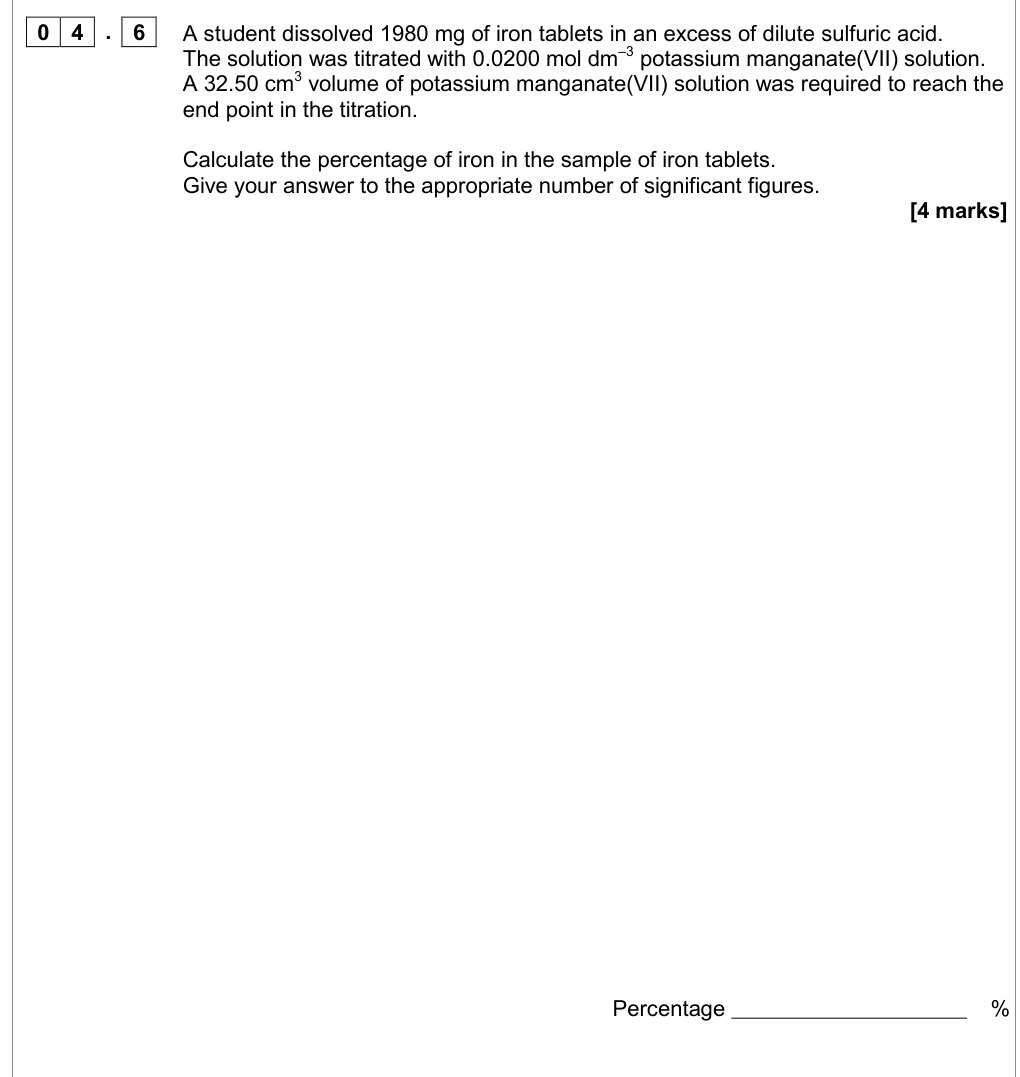 0 4 . 6 A student dissolved 1980 mg of iron tablets in an excess of dilute sulfuric acid.
The solution was titrated with 0.0200 mol dm⁻³ potassium manganate(VII) solution.
A 32.50 cm³ volume of potassium manganate(VII) solution was required to reach the
end point in the titration.
Calculate the percentage of iron in the sample of iron tablets.
Give your answer to the appropriate number of significant figures.
[4 marks]
Percentage ____________________ %